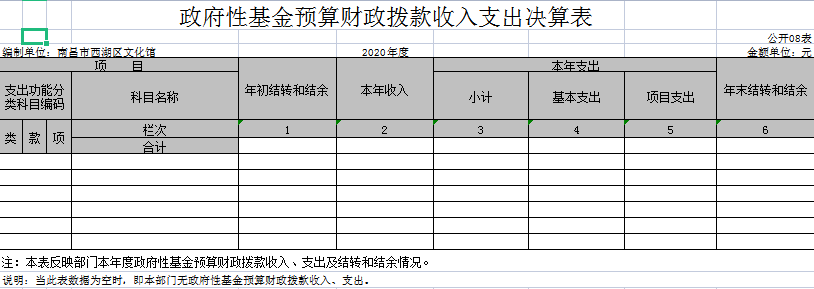 政府性基金预算财政拨款收入支出决算表
公开08表
编制单位：南昌市西湖区文化馆 2020年度 金额单位：元
项 目 年初结转和结余 本年收入 本年支出 年末结转和结余
支出功能分类科目编码 科目名称 小计 基本支出 项目支出
类 款 项 栏次 1 2 3 4 5 6
合计
注：本表反映部门本年度政府性基金预算财政拨款收入、支出及结转和结余情况。
说明：当此表数据为空时，即本部门无政府性基金预算财政拨款收入、支出。